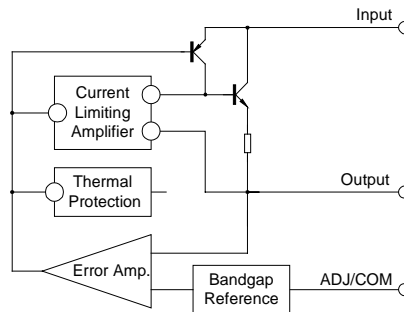 Input
Current
Limiting
Amplifier
Thermal
Protection
Output
Error Amp.
Bandgap
Reference
ADJ/COM